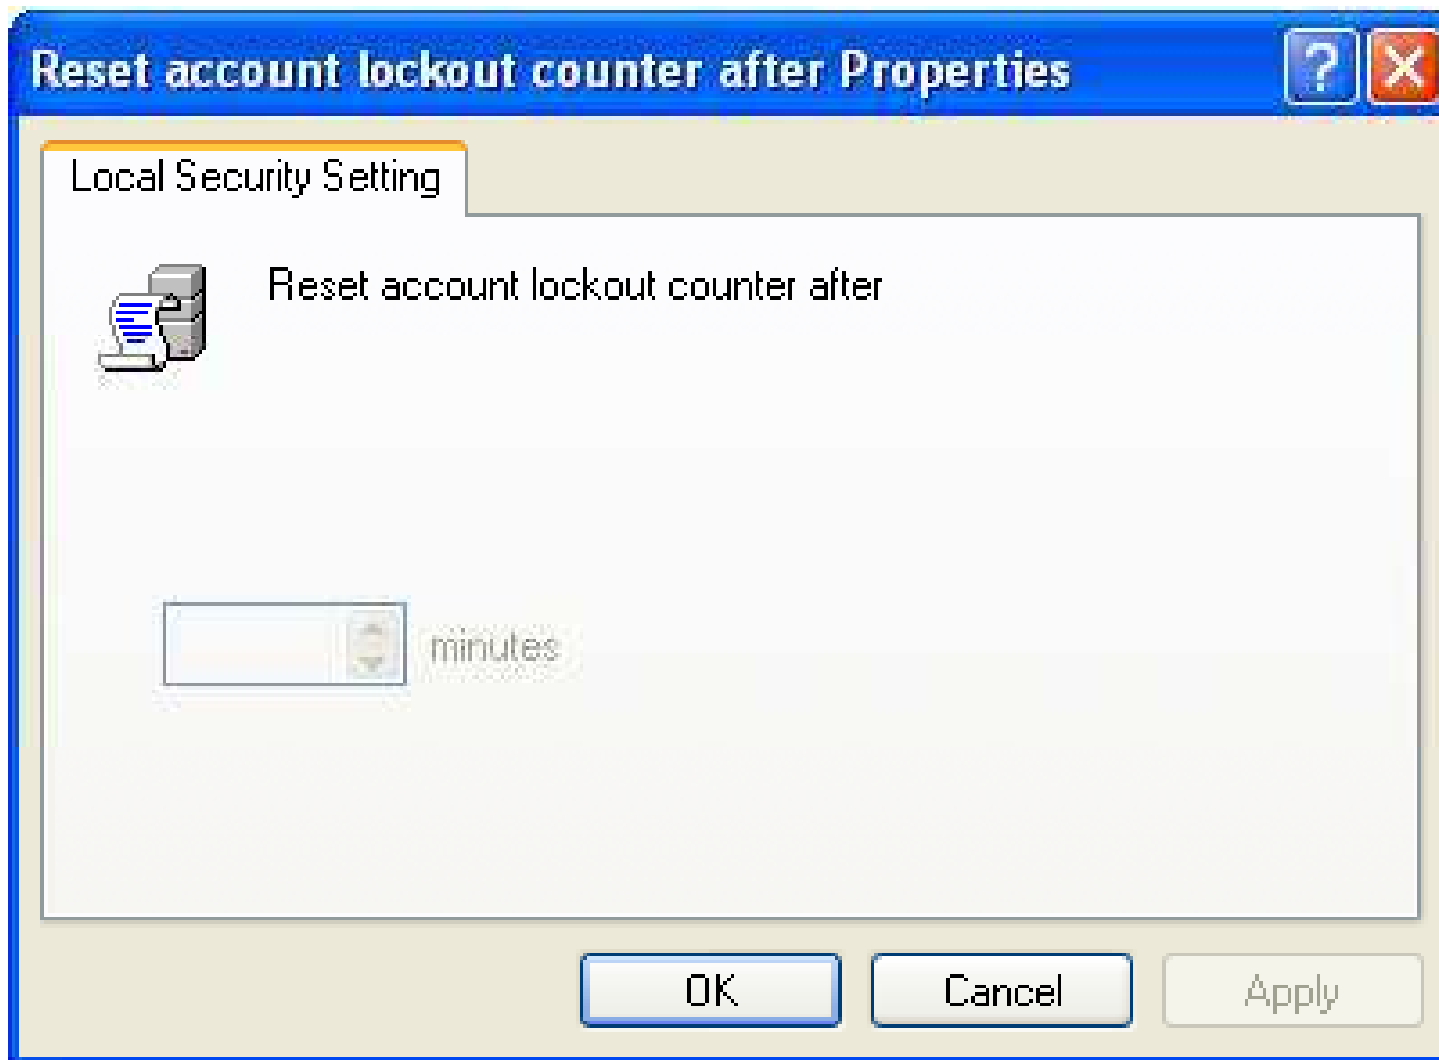 Reset account lockout counter after Properties
Local Security Setting
Reset account lockout counter after
minutes
OK Cancel Apply